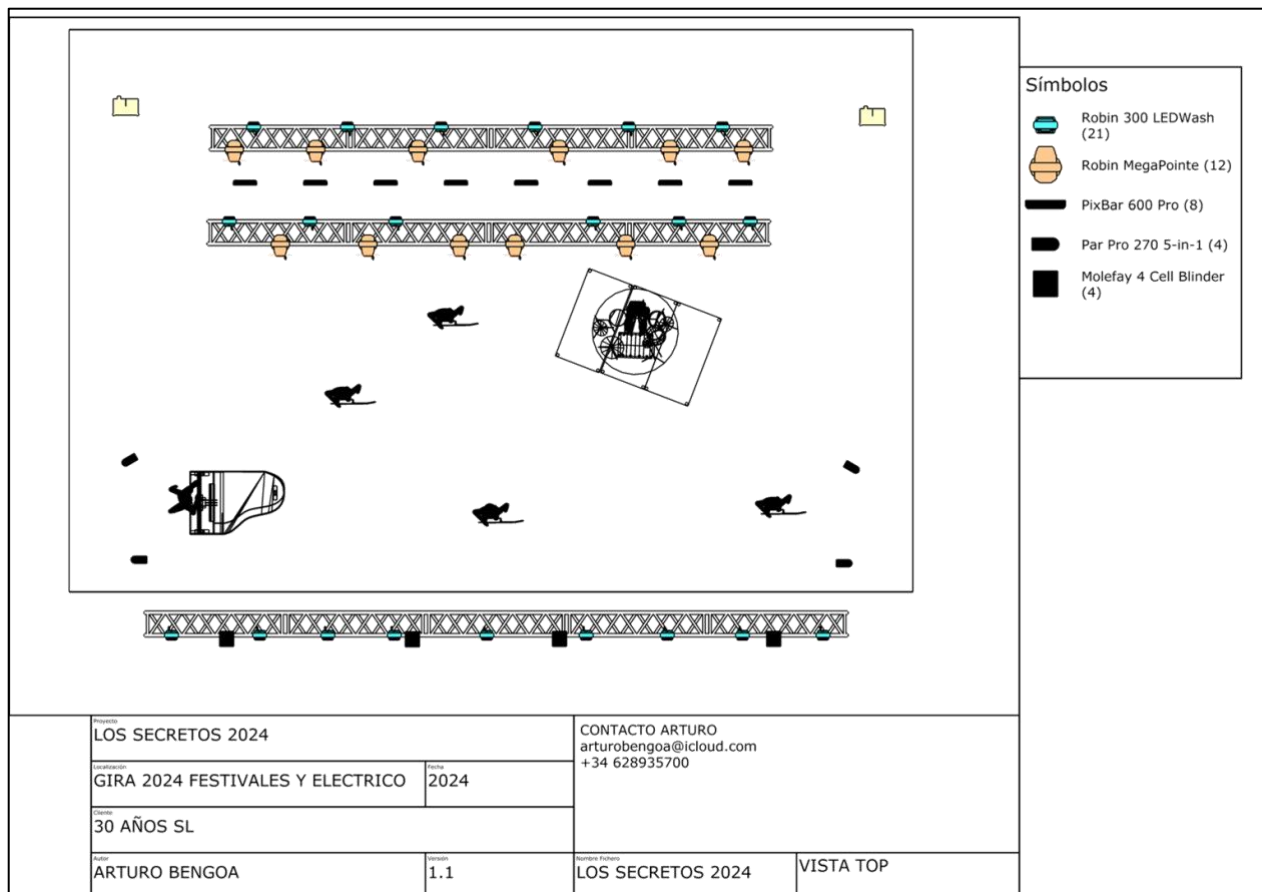 Símbolos
Robin 300 LEDWash
(21)
Robin MegaPointe (12)
PixBar 600 Pro (8)
Par Pro 270 5-in-1 (4)
Molefay 4 Cell Blinder
(4)
Proyecto
LOS SECRETOS 2024
CONTACTO ARTURO
arturobengoa@icloud.com
+34 628935700
Localización
GIRA 2024 FESTIVALES Y ELECTRICO
Fecha
2024
Cliente
30 AÑOS SL
Autor
ARTURO BENGOA
Versión
1.1
Nombre Fichero
LOS SECRETOS 2024
VISTA TOP